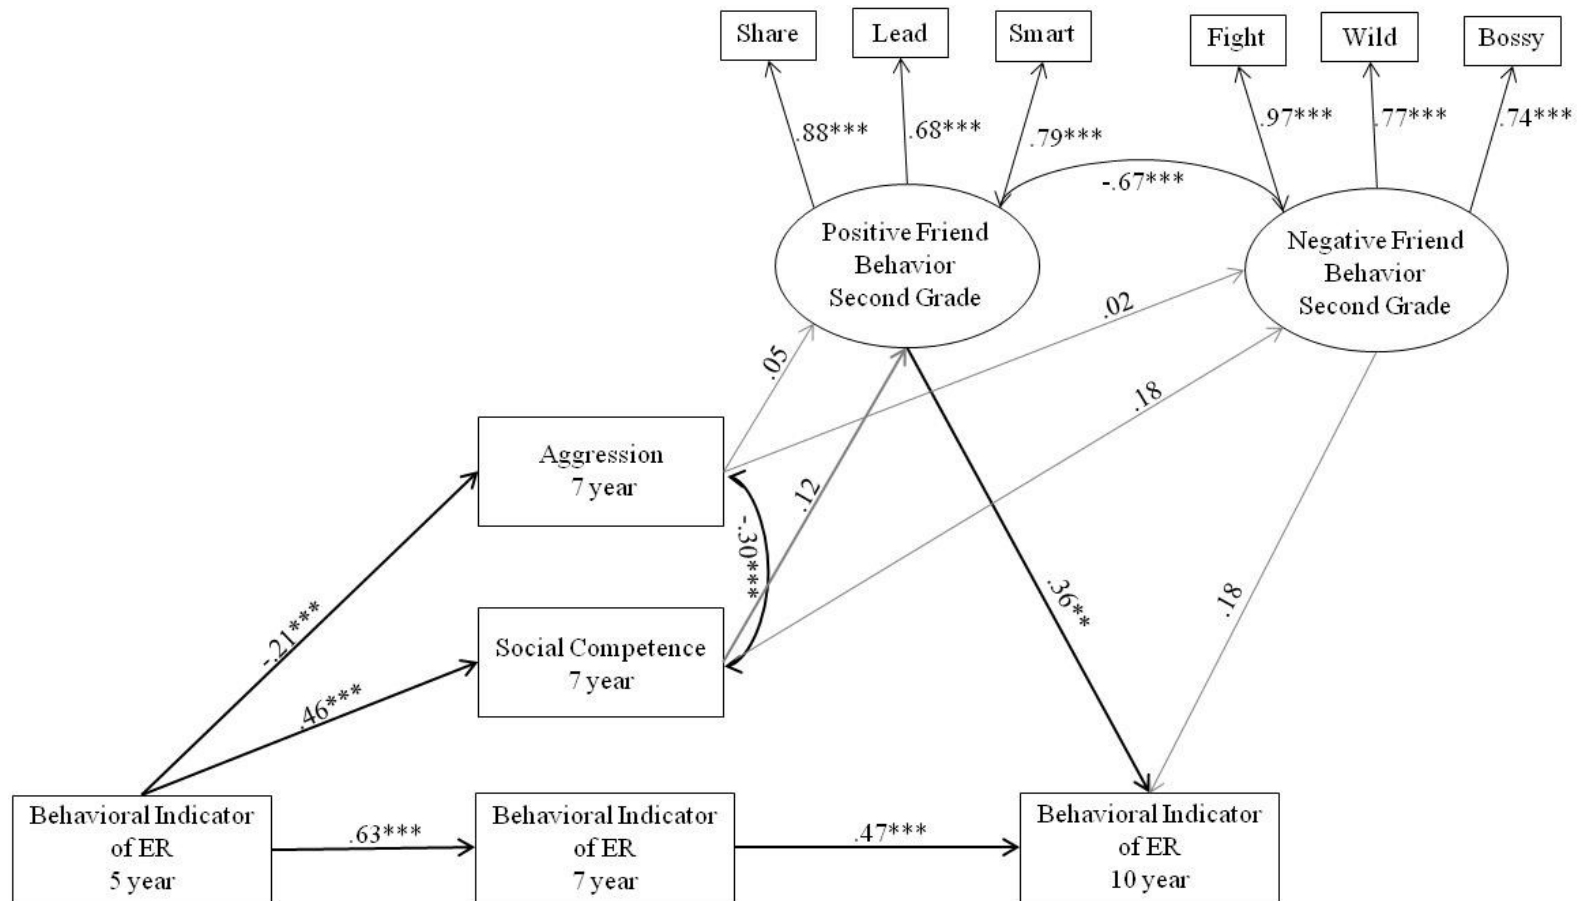 Share
Lead
Smart
Fight
Wild
Bossy
.88***
.68***
.79***
.97***
.77***
.74***
-.67***
Positive Friend
Behavior
Second Grade
Negative Friend
Behavior
Second Grade
.05
.02
.18
Aggression
7 year
.12
-.30***
.36**
.18
Social Competence
7 year
-.21***
.46***
Behavioral Indicator
of ER
5 year
.63***
Behavioral Indicator
of ER
7 year
.47***
Behavioral Indicator
of ER
10 year